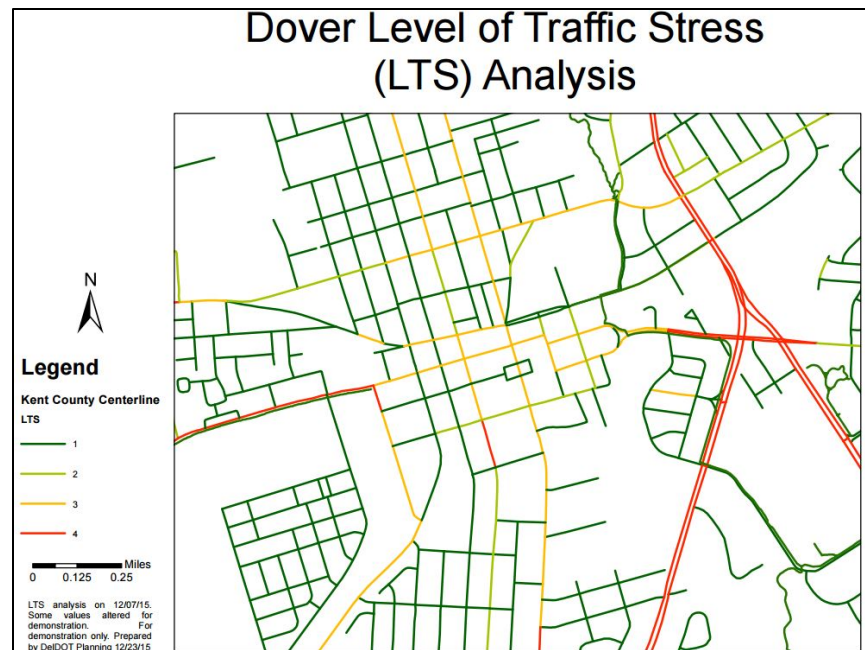 Dover Level of Traffic Stress
(LTS) Analysis
N
Legend
Kent County Centerline
LTS
1
2
3
4
Miles
0 0.125 0.25
LTS analysis on 12/07/15.
Some values altered for
demonstration. For
demonstration only. Prepared
by DelDOT Planning 12/23/15